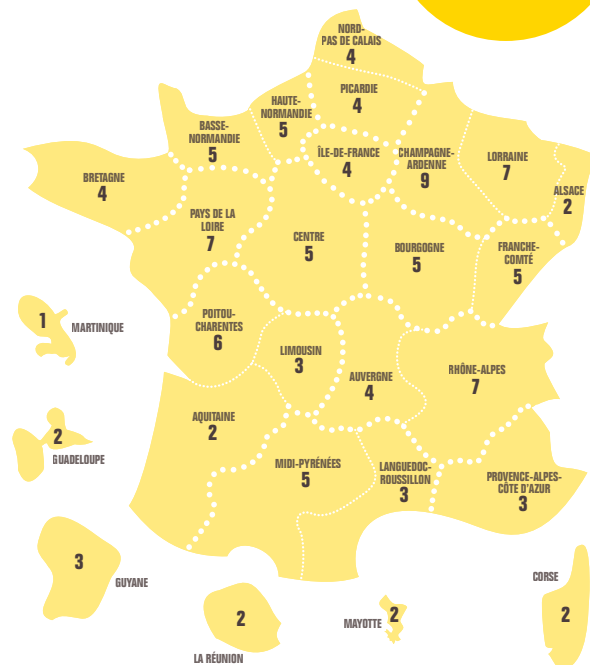 NORD-
PAS DE CALAIS
4
PICARDIE
4
HAUTE-
NORMANDIE
5
BASSE-
NORMANDIE
5
ÎLE-DE-FRANCE
4
CHAMPAGNE-
ARDENNE
9
LORRAINE
7
ALSACE
2
BRETAGNE
4
PAYS DE LA
LOIRE
7
CENTRE
5
BOURGOGNE
5
FRANCHE-
COMTÉ
5
POITOU-
CHARENTES
6
LIMOUSIN
3
AUVERGNE
4
RHÔNE-ALPES
7
1
MARTINIQUE
AQUITAINE
2
2
GUADELOUPE
MIDI-PYRÉNÉES
5
LANGUEDOC-
ROUSSILLON
3
PROVENCE-ALPES-
CÔTE D'AZUR
3
3
GUYANE
2
LA RÉUNION
MAYOTTE
2
CORSE
2